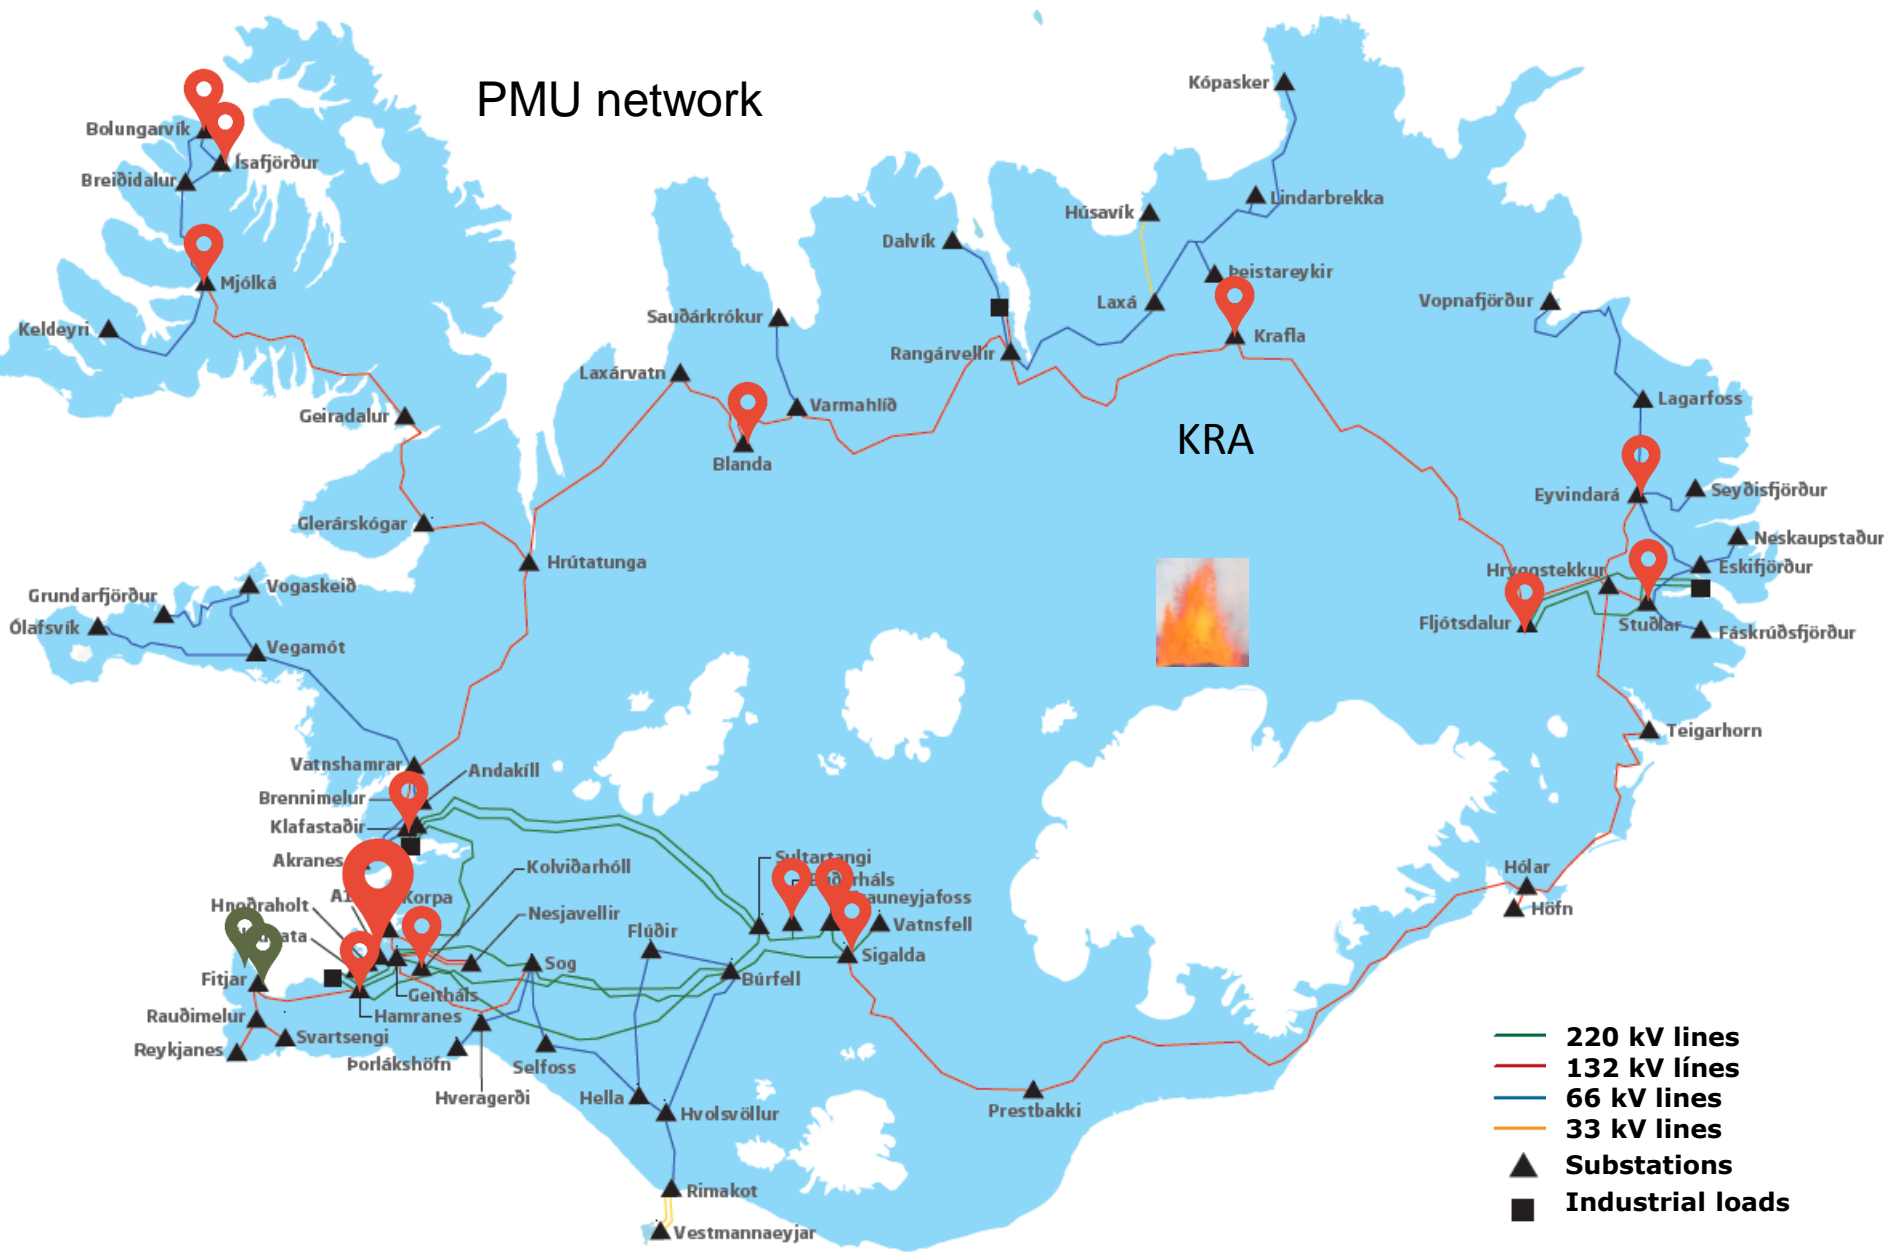 PMU network
Kópasker
Bolungarvík
Ísafjörður
Breiðidalur
Lindarbrekka
Húsavík
Dalvík
Þeistareykir
Mjólká
Laxá
Vopnafjörður
Keldeyri
Sauðárkrókur
Krafla
Rangárvellir
Laxárvatn
Varmahlíð
Lagarfoss
Geiradalur
KRA
Blanda
Eyvindará
Seyðisfjörður
Glerárskógar
Neskaupstaður
Hrútatunga
Eskifjörður
Hryggstekkur
Vogaskeið
Grundarfjörður
Ólafsvík
Fljótsdalur
Stuðlar
Fáskrúðsfjörður
Vegamót
Teigarhorn
Vatnshamrar
Andakíll
Brennimelur
Klafastaðir
Akranes
Sultartangi
Kolviðarhóll
Hólar
Korpa
Hnoðraholt
Nesjavellir
Höfn
Vatnsfell
Flúðir
Sigalda
Sog
Búrfell
Fitjar
Geitháls
Rauðimelur
Hamranes
Svartsengi
Reykjanes
Þorlákshöfn
Selfoss
Hveragerði
Hella
Hvolsvöllur
Prestbakki
Rimakot
Vestmannaeyjar
220 kV lines
132 kV línes
66 kV lines
33 kV lines
Substations
Industrial loads